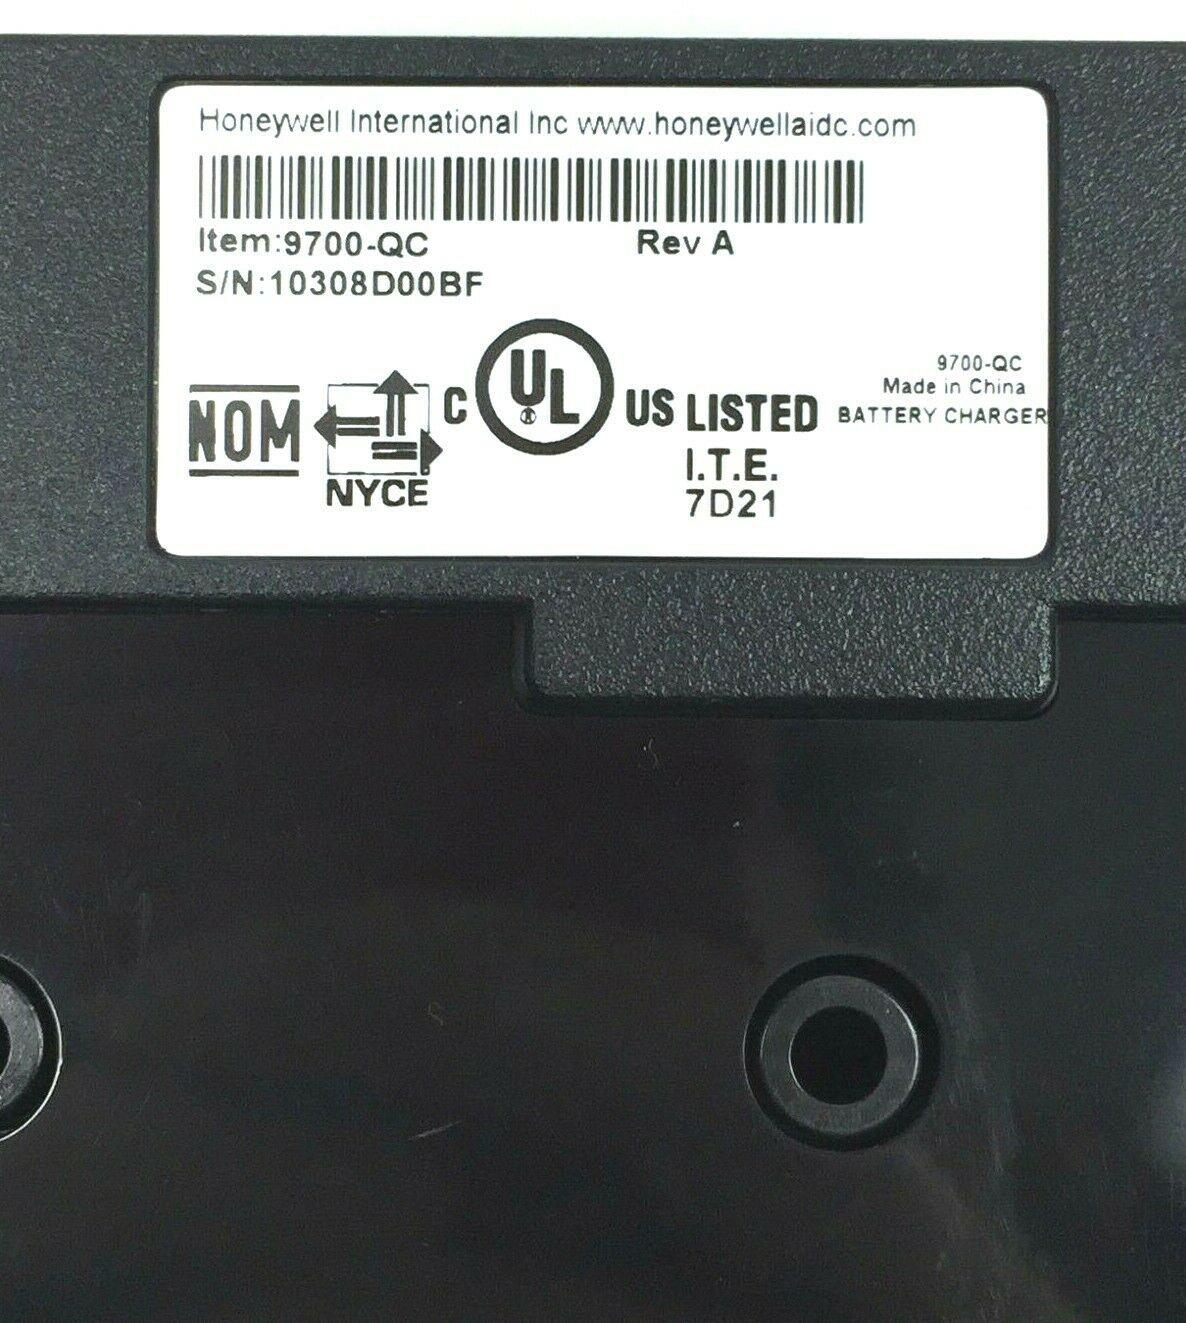 Honeywell International Inc www.honeywellaidc.com
Item:9700-QC Rev A
S/N:10308D00BF
9700-QC
Made in China
BATTERY CHARGER
NOM
NYCE
C UL ® US LISTED
I.T.E.
7D21